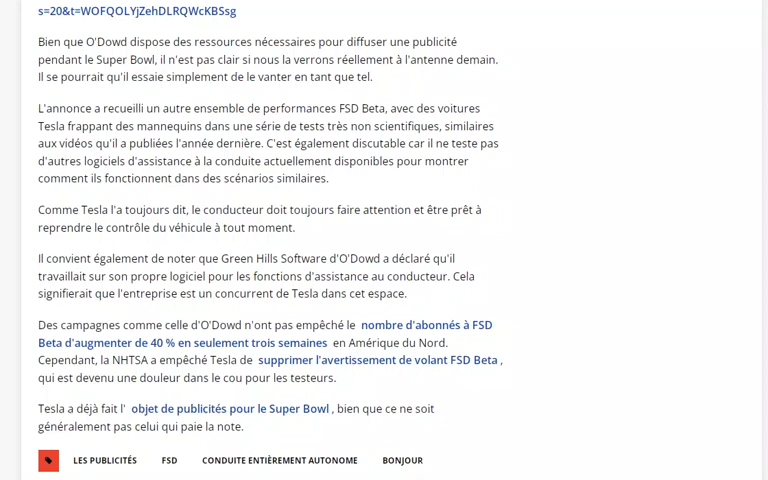 s=20&t=WOFQOLYjZehDLRQWcKBSsg
Bien que O'Dowd dispose des ressources nécessaires pour diffuser une publicité
pendant le Super Bowl, il n'est pas clair si nous la verrons réellement à l'antenne demain.
Il se pourrait qu'il essaie simplement de le vanter en tant que tel.
L'annonce a recueilli un autre ensemble de performances FSD Beta, avec des voitures
Tesla frappant des mannequins dans une série de tests très non scientifiques, similaires
aux vidéos qu'il a publiées l'année dernière. C'est également discutable car il ne teste pas
d'autres logiciels d'assistance à la conduite actuellement disponibles pour montrer
comment ils fonctionnent dans des scénarios similaires.
Comme Tesla l'a toujours dit, le conducteur doit toujours faire attention et être prêt à
reprendre le contrôle du véhicule à tout moment.
Il convient également de noter que Green Hills Software d'O'Dowd a déclaré qu'il
travaillait sur son propre logiciel pour les fonctions d'assistance au conducteur. Cela
signifierait que l'entreprise est un concurrent de Tesla dans cet espace.
Des campagnes comme celle d'O'Dowd n'ont pas empêché le nombre d'abonnés à FSD
Beta d'augmenter de 40 % en seulement trois semaines en Amérique du Nord.
Cependant, la NHTSA a empêché Tesla de supprimer l'avertissement de volant FSD Beta ,
qui est devenu une douleur dans le cou pour les testeurs.
Tesla a déjà fait l' objet de publicités pour le Super Bowl , bien que ce ne soit
généralement pas celui qui paie la note.
LES PUBLICITÉS FSD CONDUITE ENTIÈREMENT AUTONOME BONJOUR